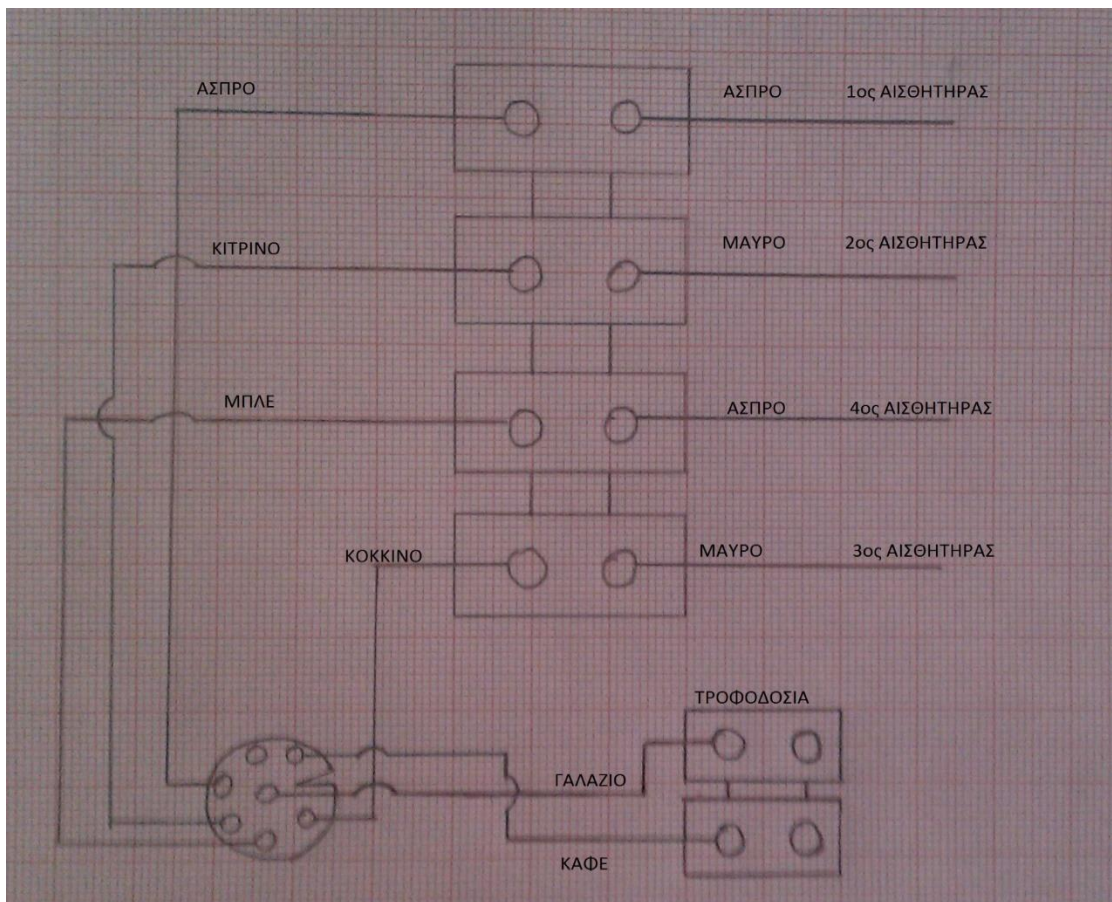 ΑΣΠΡΟ
ΑΣΠΡΟ 1ος ΑΙΣΘΗΤΗΡΑΣ
ΚΙΤΡΙΝΟ
ΜΑΥΡΟ 2ος ΑΙΣΘΗΤΗΡΑΣ
ΜΠΛΕ
ΑΣΠΡΟ 4ος ΑΙΣΘΗΤΗΡΑΣ
ΚΟΚΚΙΝΟ
ΜΑΥΡΟ 3ος ΑΙΣΘΗΤΗΡΑΣ
ΤΡΟΦΟΔΟΣΙΑ
ΓΑΛΑΖΙΟ
ΚΑΦΕ